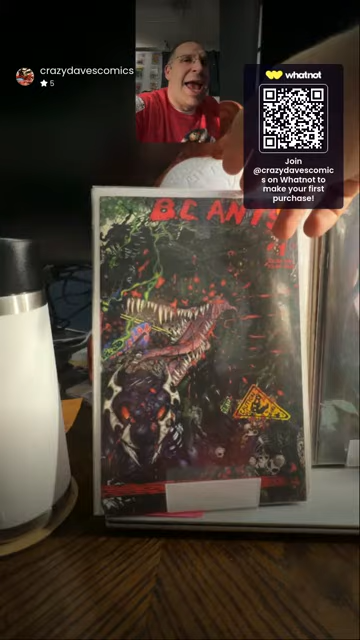 crazydavescomics
5
whatnot
Join
@crazydavescomic
s on Whatnot to
make your first
purchase!
B.C ANTS
#1